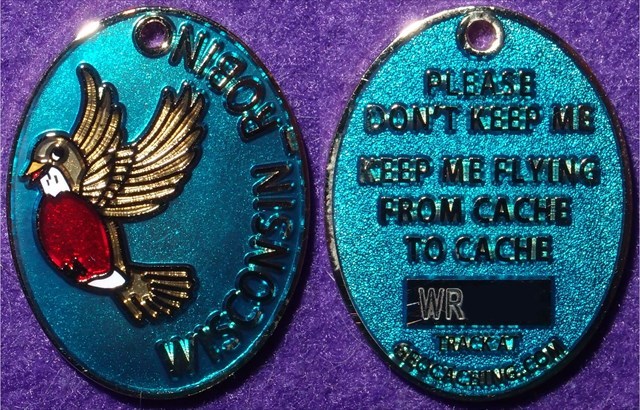 WISCONSIN ROBIN
PLEASE
DON'T KEEP ME
KEEP ME FLYING
FROM CACHE
TO CACHE
WR
TRACK AT
GEOCACHING.COM